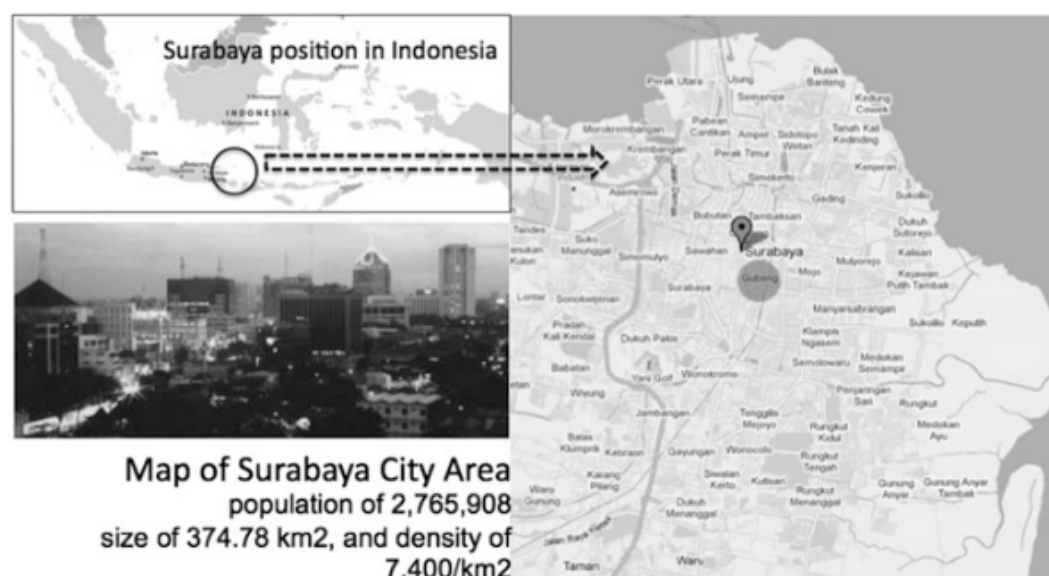 Surabaya position in Indonesia
INDONESIA
Map of Surabaya City Area
population of 2,765,908
size of 374.78 km2, and density of
7.400/km2
Perak Utara
Ujung
Bulak
Banteng
Semampir
Kedung
Cowek
Pabean
Cantikan
Morokrembangan
Ampel
Sidotopo
Wetan
Tanah Kali
Kedinding
Krembangan
Perak Timur
Kenjeran
Simokerto
Asemrowo
Gading
Sukolilo
Bubutan
Tambaksari
Dukuh
Sutorejo
Tandes
Suko
Manunggal
Sawahan
Surabaya
Kalisari
Manukan
Kulon
Simomulyo
Mulyorejo
Gubeng
Mojo
Kejawan
Putih Tambak
Lontar
Sonokwijenan
Surabaya
Manyarsabrangan
Pradah
Kali Kendal
Dukuh Pakis
Klampis
Ngasem
Sukolilo
Keputih
Babatan
Yani Golf
Wonokromo
Semolowaru
Medokan
Semampir
Wiyung
Penjaringan
Sari
Rungkut
Jambangan
Tenggilis
Mejoyo
Rungkut
Kidul
Medokan
Ayu
Balas
Klumprik
Kebraon
Gayungan
Wonocolo
Rungkut
Tengah
Karang
Pilang
Siwalan
Kerto
Kutisari
Rungkut
Menanggal
Gunung
Anyar
Gunung Anyar
Tambak
Waru
Gunung
Dukuh
Menanggal
Jalan Raya
Taman
Waru